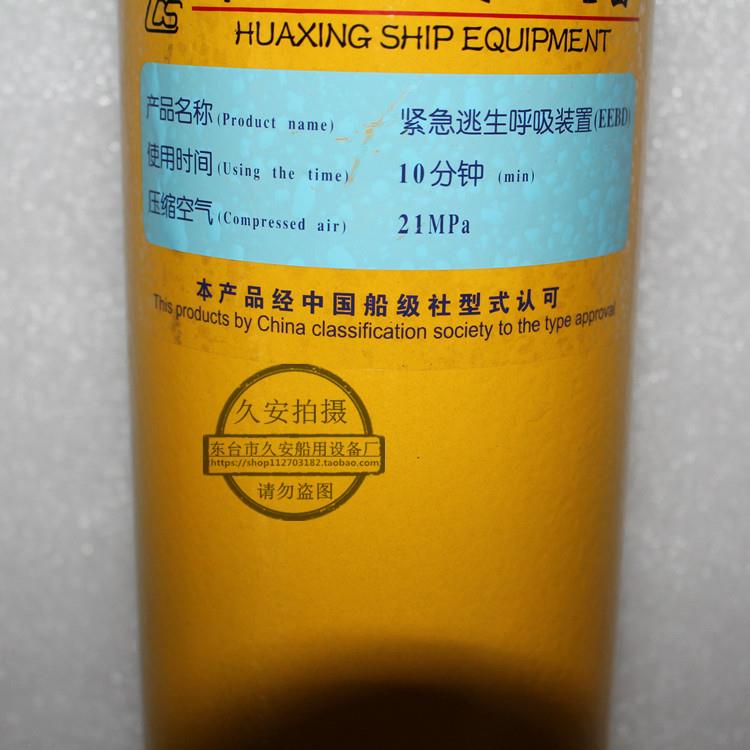 HUAXING SHIP EQUIPMENT
产品名称 (Product name) 紧急逃生呼吸装置(EEBD)
使用时间 (Using the time) 10分钟 (min)
压缩空气 (Compressed air) 21MPa
本产品经中国船级社型式认可
This products by China classification society to the type approval
久安拍摄
东台市久安船用设备厂
https://shop112703182.taobao.com
请勿盗图